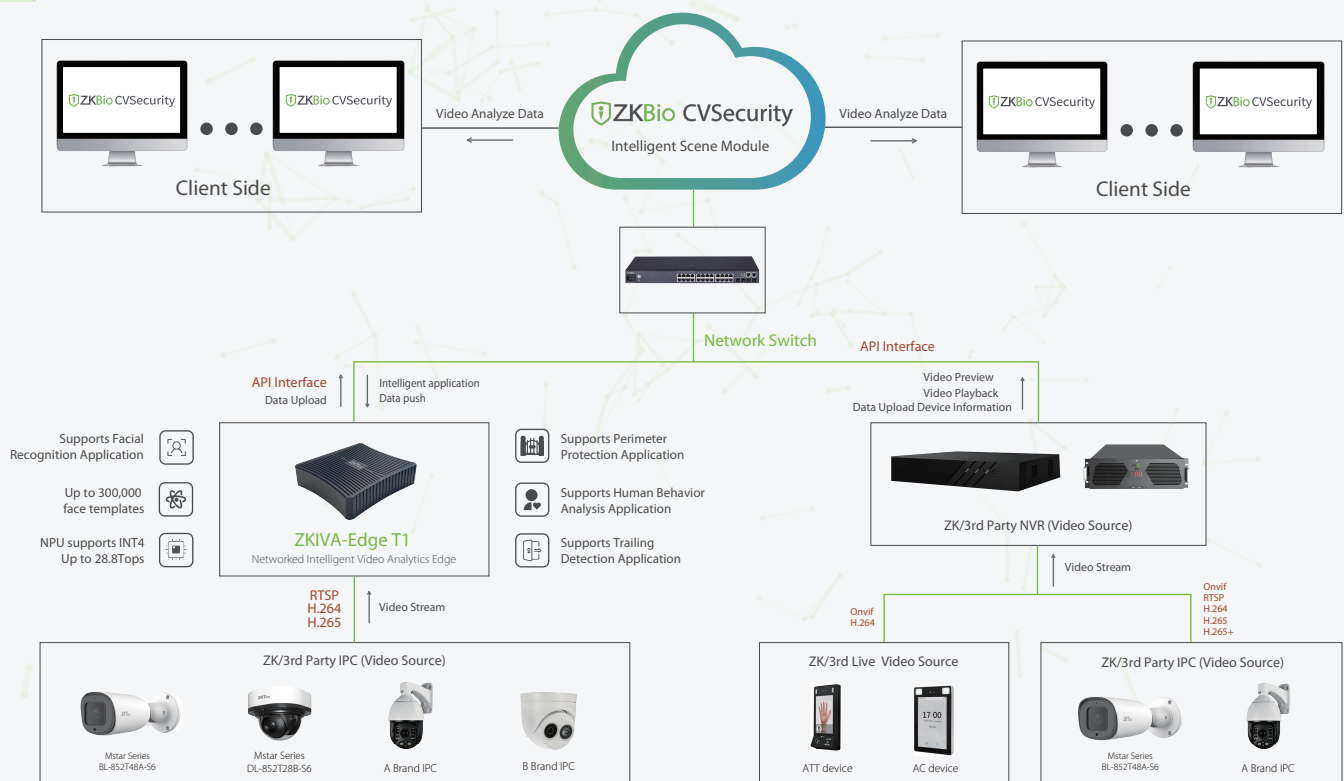 ZKBio CVSecurity
ZKBio CVSecurity
Client Side
Video Analyze Data
ZKBio CVSecurity
Intelligent Scene Module
Video Analyze Data
ZKBio CVSecurity
ZKBio CVSecurity
Client Side
Network Switch
API Interface
API Interface
Data Upload
Intelligent application
Data push
Video Preview
Video Playback
Data Upload Device Information
Supports Facial
Recognition Application
Up to 300,000
face templates
NPU supports INT4
Up to 28.8Tops
ZKIVA-Edge T1
Networked Intelligent Video Analytics Edge
Supports Perimeter
Protection Application
Supports Human Behavior
Analysis Application
Supports Trailing
Detection Application
ZK/3rd Party NVR (Video Source)
RTSP
H.264
H.265
Video Stream
Video Stream
Onvif
H.264
Onvif
RTSP
H.264
H.265
H.265+
ZK/3rd Party IPC (Video Source)
Mstar Series
BL-852T48A-S6
Mstar Series
DL-852T28B-S6
A Brand IPC
B Brand IPC
ZK/3rd Live Video Source
17:00
ATT device
AC device
ZK/3rd Party IPC (Video Source)
Mstar Series
BL-852T48A-S6
A Brand IPC